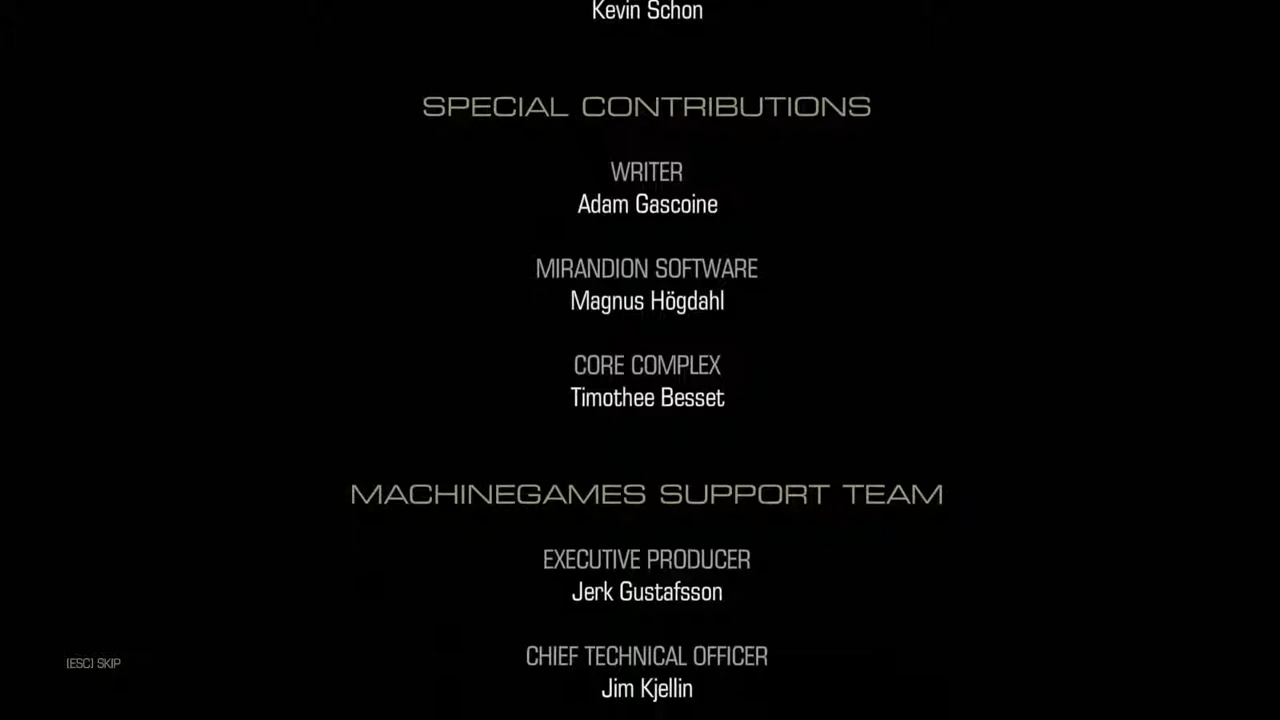 Kevin Schon
SPECIAL CONTRIBUTIONS
WRITER
Adam Gascoine
MIRANDION SOFTWARE
Magnus Högdahl
CORE COMPLEX
Timothee Besset
MACHINEGAMES SUPPORT TEAM
EXECUTIVE PRODUCER
Jerk Gustafsson
CHIEF TECHNICAL OFFICER
[ESC] SKIP
Jim Kjellin